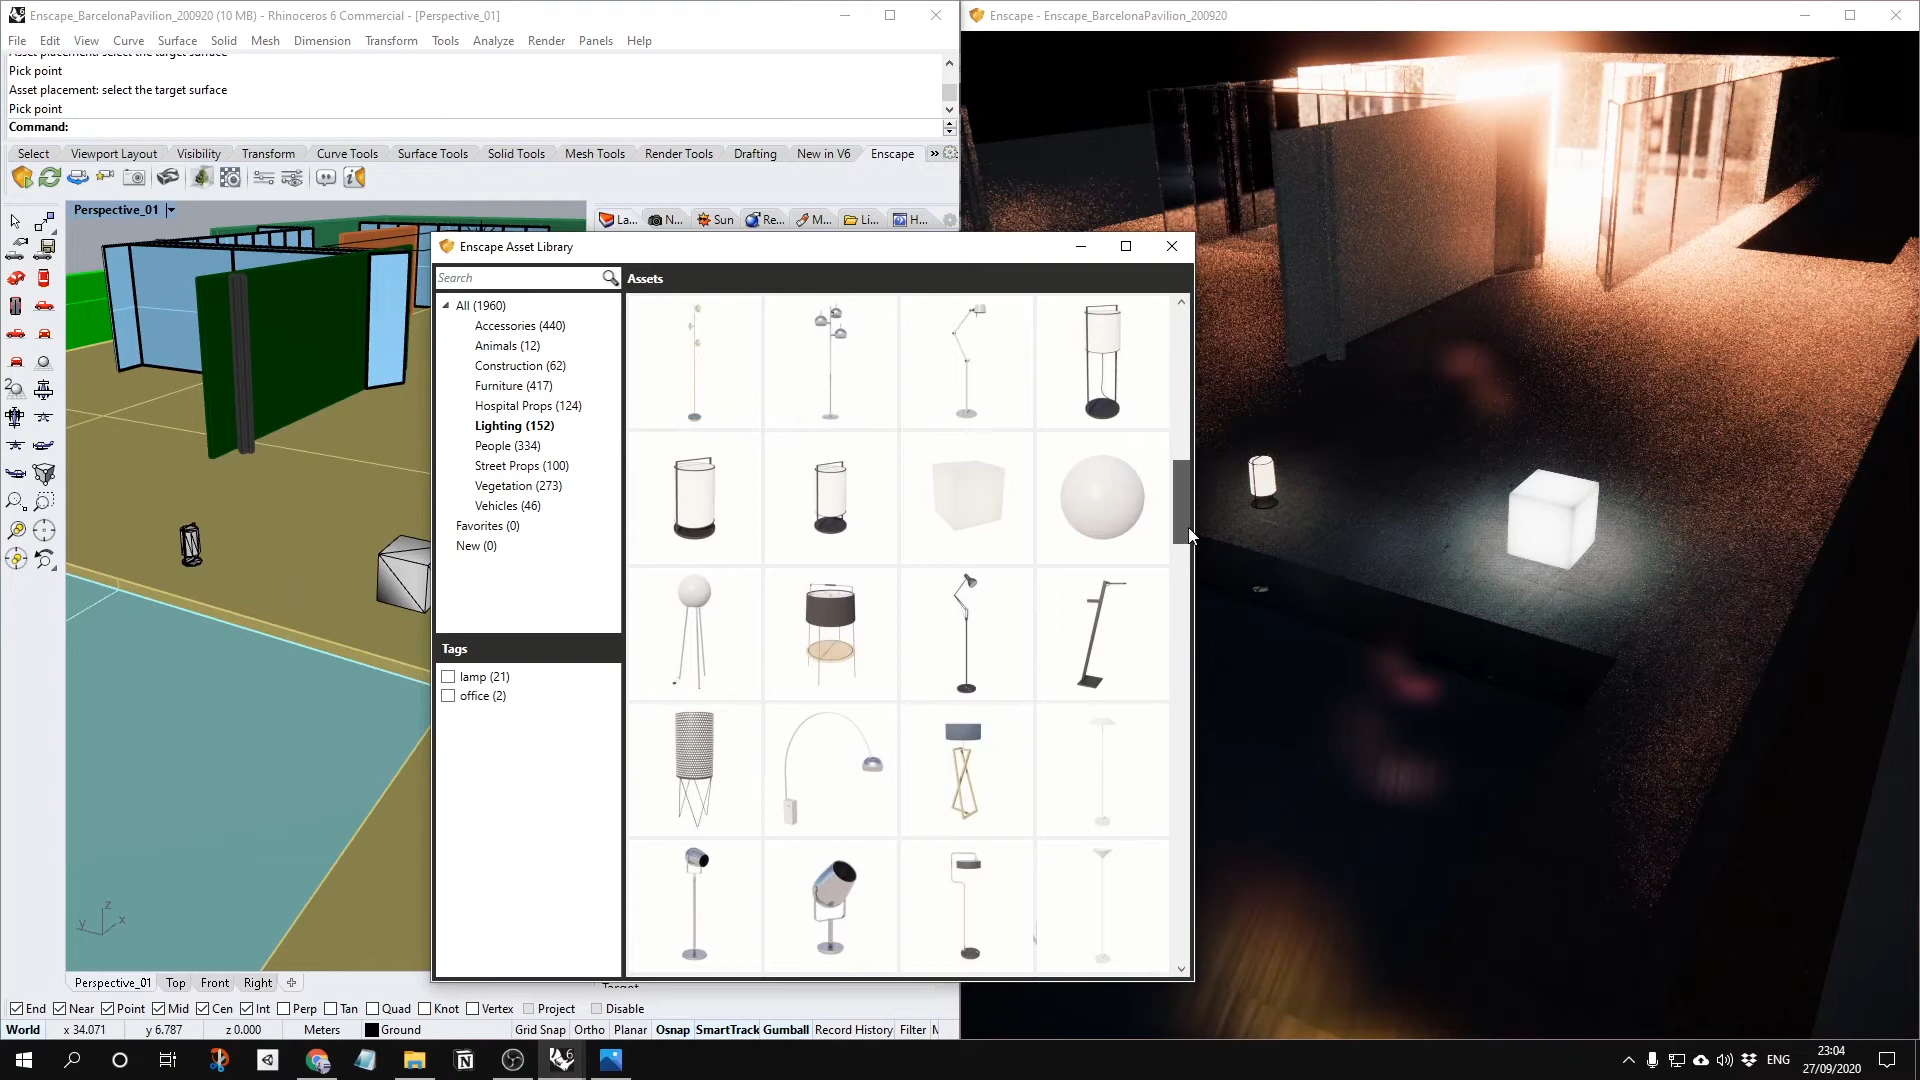 Enscape_BarcelonaPavilion_200920 (10 MB) - Rhinoceros 6 Commercial - [Perspective_01]
File Edit View Curve Surface Solid Mesh Dimension Transform Tools Analyze Render Panels Help
Asset placement: select the target surface
Pick point
Asset placement: select the target surface
Pick point
Command:
Select Viewport Layout Visibility Transform Curve Tools Surface Tools Solid Tools Mesh Tools Render Tools Drafting New in V6 Enscape »
Perspective_01
La... N... Sun Re... M... Li... H...
Enscape Asset Library
Search
Assets
All (1960)
Accessories (440)
Animals (12)
Construction (62)
Furniture (417)
Hospital Props (124)
Lighting (152)
People (334)
Street Props (100)
Vegetation (273)
Vehicles (46)
Favorites (0)
New (0)
Tags
lamp (21)
office (2)
z
y x
Perspective_01 Top Front Right
Target
End Near Point Mid Cen Int Perp Tan Quad Knot Vertex Project Disable
World x 34.071 y 6.787 z 0.000 Meters Ground Grid Snap Ortho Planar Osnap SmartTrack Gumball Record History Filter
Enscape - Enscape_BarcelonaPavilion_200920
ENG
23:04
27/09/2020